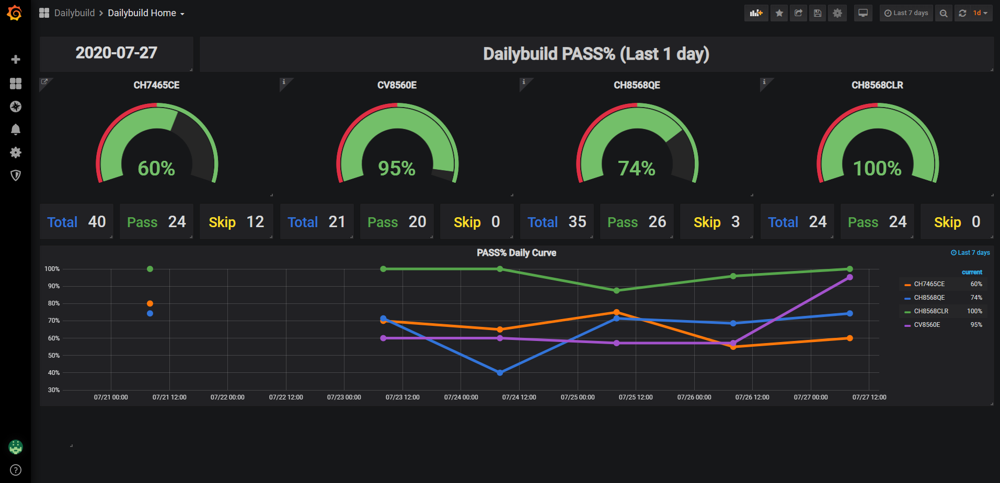 Dailybuild > Dailybuild Home
Last 7 days
1d
2020-07-27
Dailybuild PASS% (Last 1 day)
CH7465CE
CV8560E
CH8568QE
CH8568CLR
60%
95%
74%
100%
Total 40
Pass 24
Skip 12
Total 21
Pass 20
Skip 0
Total 35
Pass 26
Skip 3
Total 24
Pass 24
Skip 0
PASS% Daily Curve
Last 7 days
100%
90%
80%
70%
60%
50%
40%
30%
07/21 00:00
07/21 12:00
07/22 00:00
07/22 12:00
07/23 00:00
07/23 12:00
07/24 00:00
07/24 12:00
07/25 00:00
07/25 12:00
07/26 00:00
07/26 12:00
07/27 00:00
07/27 12:00
current
CH7465CE 60%
CH8568QE 74%
CH8568CLR 100%
CV8560E 95%